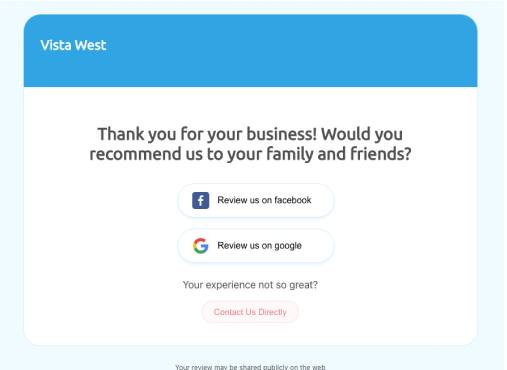 Vista West
Thank you for your business! Would you
recommend us to your family and friends?
Review us on facebook
Review us on google
Your experience not so great?
Contact Us Directly
Your review may be shared publicly on the web